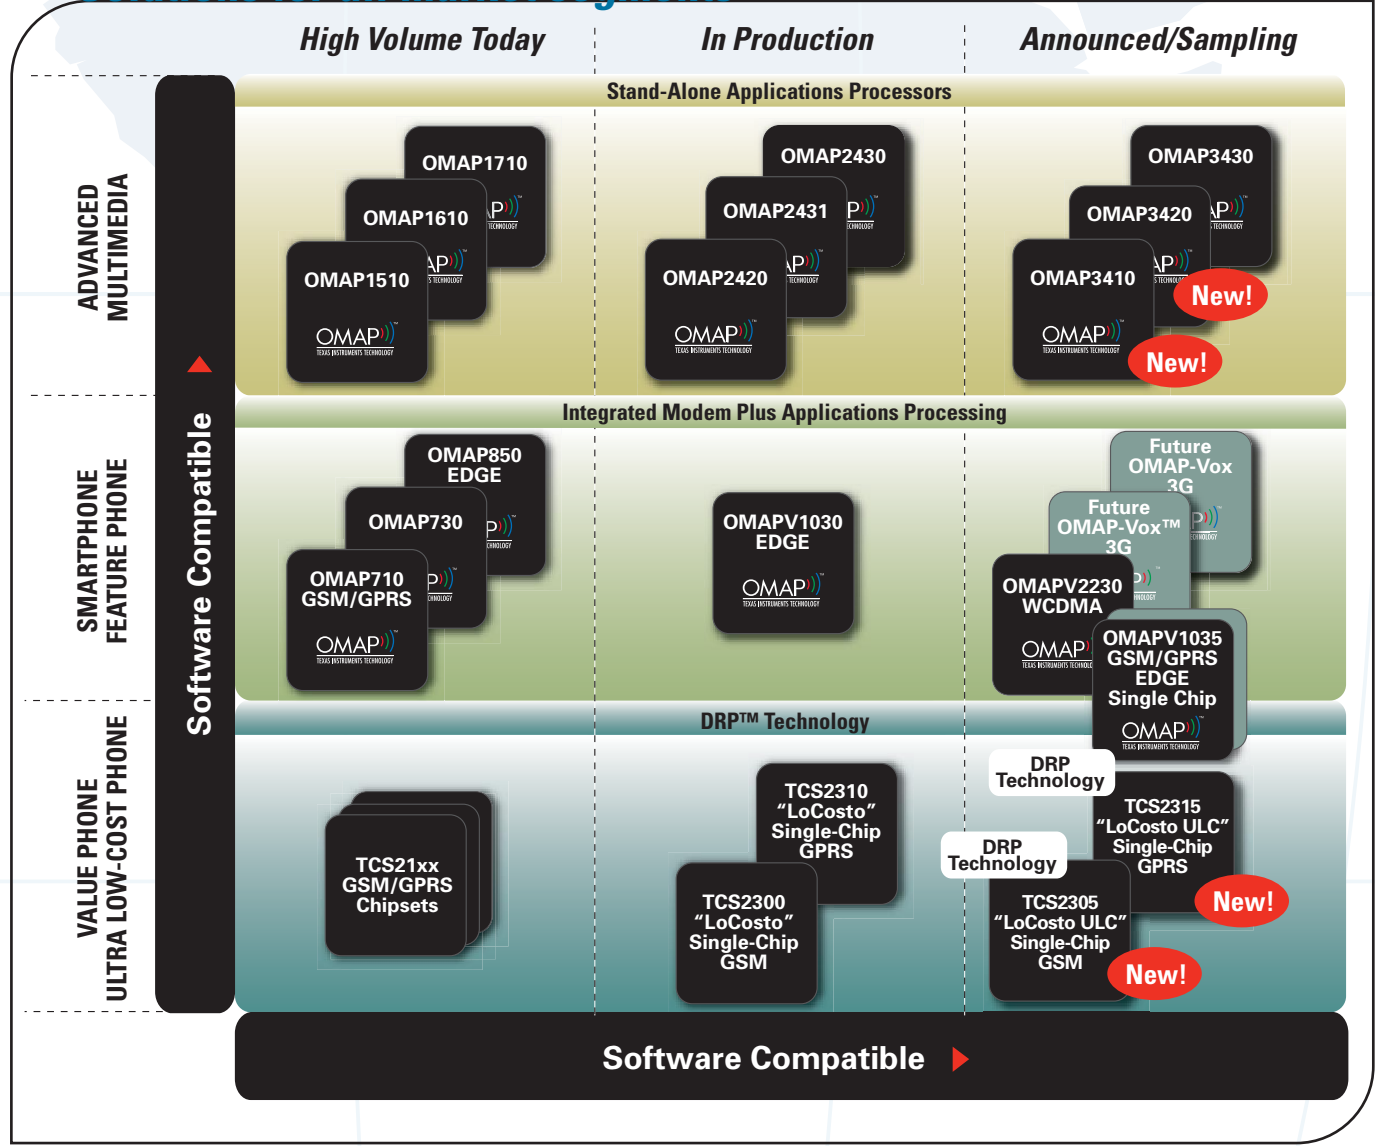 Solutions for all Market Segments
High Volume Today
In Production
Announced/Sampling
Stand-Alone Applications Processors
ADVANCED
MULTIMEDIA
OMAP1710
OMAP1610
OMAP1510
OMAP
TEXAS INSTRUMENTS TECHNOLOGY
OMAP2430
OMAP2431
OMAP2420
OMAP
TEXAS INSTRUMENTS TECHNOLOGY
OMAP3430
OMAP3420
New!
OMAP3410
OMAP
TEXAS INSTRUMENTS TECHNOLOGY
New!
Software Compatible
Integrated Modem Plus Applications Processing
SMARTPHONE
FEATURE PHONE
OMAP850
EDGE
OMAP730
OMAP710
GSM/GPRS
OMAP
TEXAS INSTRUMENTS TECHNOLOGY
OMAPV1030
EDGE
OMAP
TEXAS INSTRUMENTS TECHNOLOGY
Future
OMAP-Vox
3G
Future
OMAP-Vox™
3G
OMAPV2230
WCDMA
OMAP
OMAPV1035
GSM/GPRS
EDGE
Single Chip
OMAP
TEXAS INSTRUMENTS TECHNOLOGY
DRP™ Technology
VALUE PHONE
ULTRA LOW-COST PHONE
TCS21xx
GSM/GPRS
Chipsets
TCS2310
“LoCosto”
Single-Chip
GPRS
TCS2300
“LoCosto”
Single-Chip
GSM
DRP
Technology
TCS2315
“LoCosto ULC”
Single-Chip
GPRS
New!
DRP
Technology
TCS2305
“LoCosto ULC”
Single-Chip
GSM
New!
Software Compatible